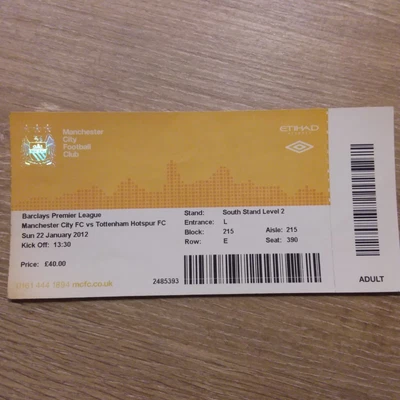 Manchester
City
Football
Club
ETIHAD
Barclays Premier League
Manchester City FC vs Tottenham Hotspur FC
Sun 22 January 2012
Kick Off: 13:30
Price: £40.00
0161 444 1894 mcfc.co.uk
Stand: South Stand Level 2
Entrance: L
Block: 215 Aisle: 215
Row: E Seat: 390
2485393
ADULT